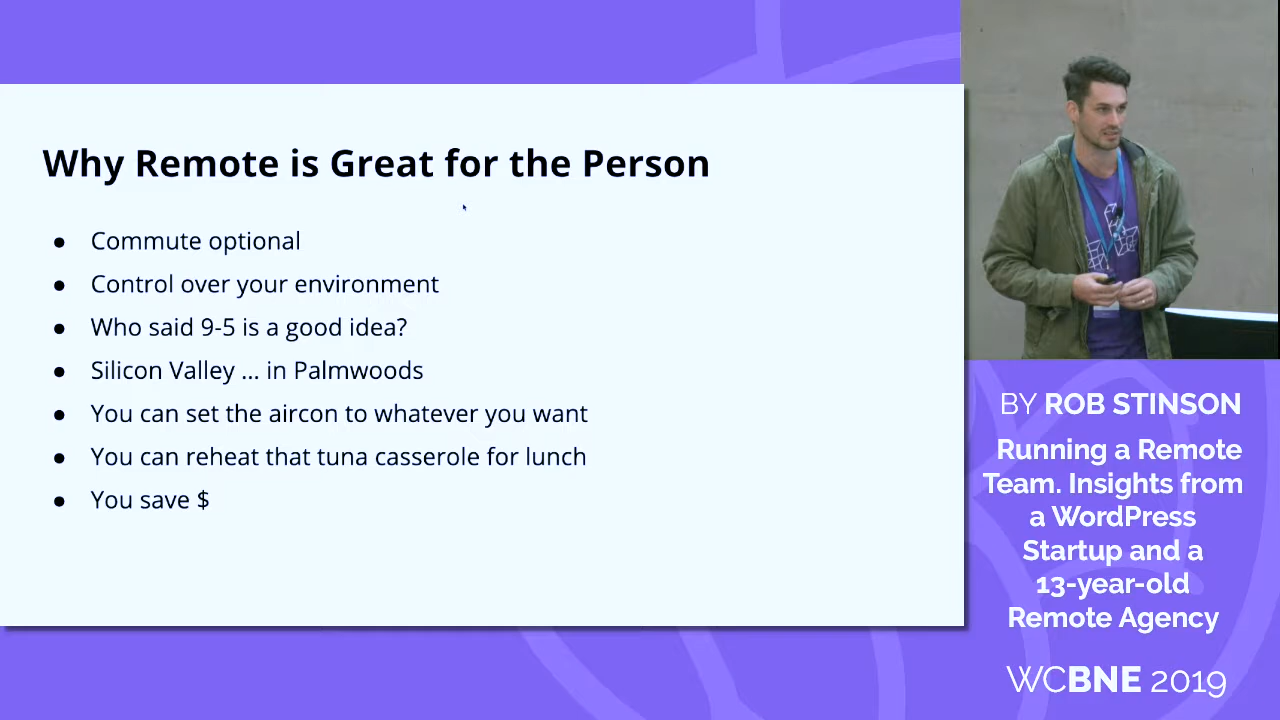 Why Remote is Great for the Person
● Commute optional
● Control over your environment
● Who said 9-5 is a good idea?
● Silicon Valley ... in Palmwoods
● You can set the aircon to whatever you want
● You can reheat that tuna casserole for lunch
● You save $
BY ROB STINSON
Running a Remote
Team. Insights from
a WordPress
Startup and a
13-year-old
Remote Agency
WCBNE 2019